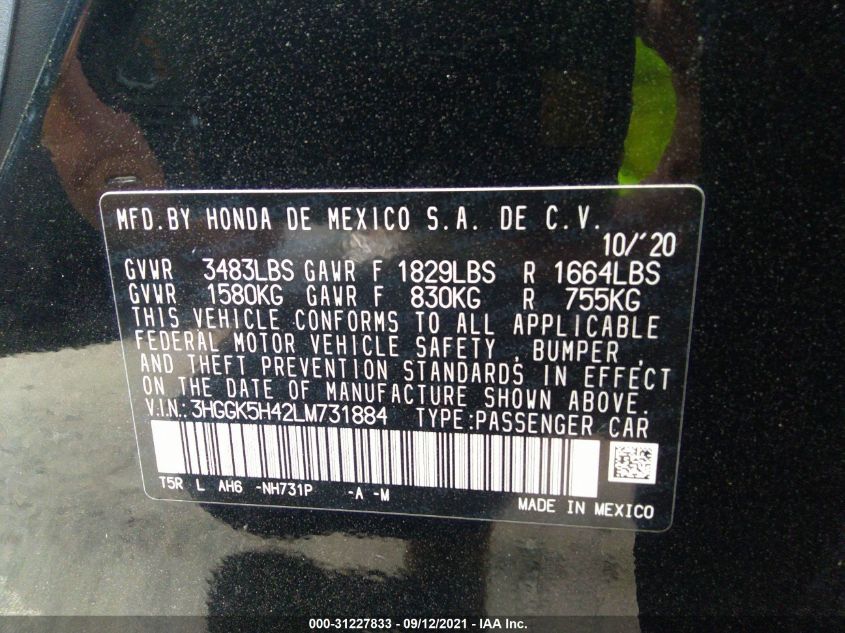 MFD.BY HONDA DE MEXICO S.A. DE C.V.
10/'20
GVWR 3483LBS GAWR F 1829LBS R 1664LBS
GVWR 1580KG GAWR F 830KG R 755KG
THIS VEHICLE CONFORMS TO ALL APPLICABLE
FEDERAL MOTOR VEHICLE SAFETY , BUMPER ,
AND THEFT PREVENTION STANDARDS IN EFFECT
ON THE DATE OF MANUFACTURE SHOWN ABOVE.
V.IN.: 3HGGK5H42LM731884 TYPE:PASSENGER CAR
T5R L AH6 -NH731P -A -M
MADE IN MEXICO
000-31227833 - 09/12/2021 - IAA Inc.